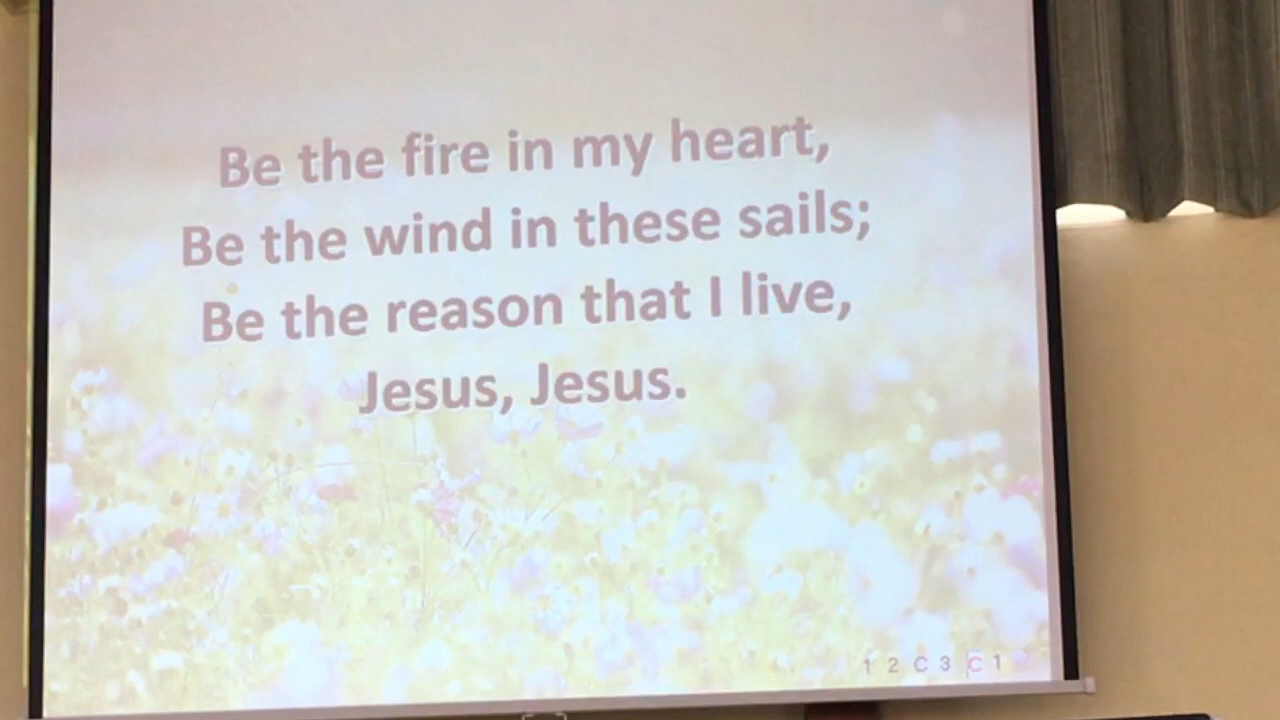 Be the fire in my heart,
Be the wind in these sails;
Be the reason that I live,
Jesus, Jesus.
1 2 C 3 C 1